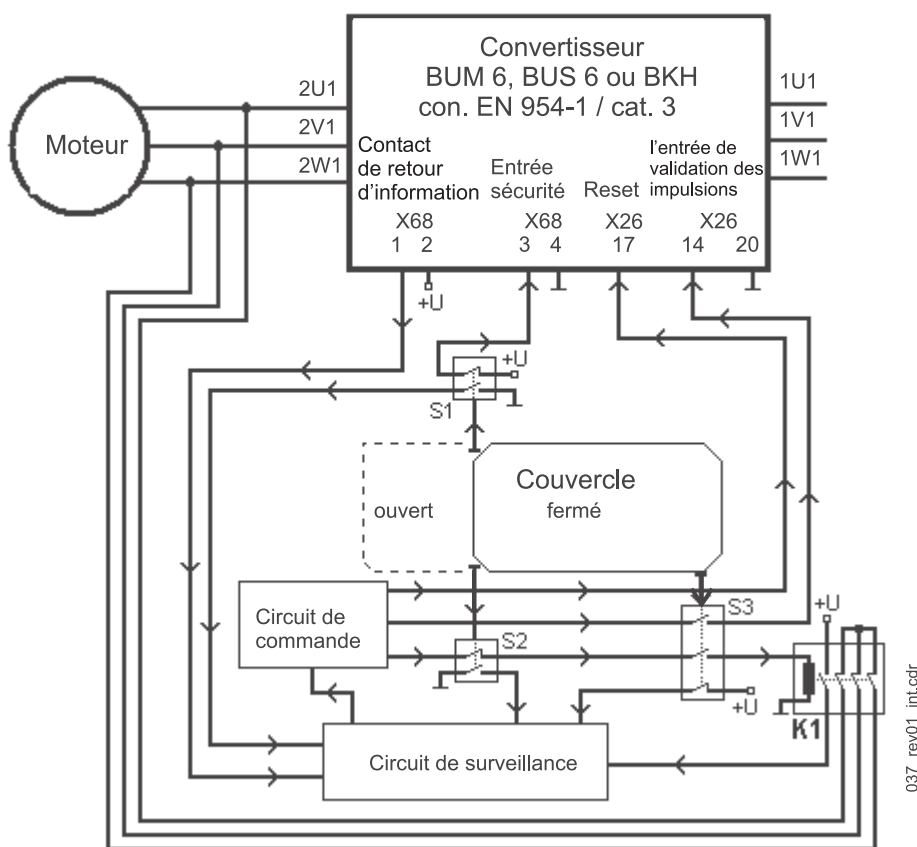 Convertisseur
BUM 6, BUS 6 ou BKH
con. EN 954-1 / cat. 3
Moteur
2U1
2V1
2W1
1U1
1V1
1W1
Contact
de retour
d'information
Entrée
sécurité
Reset
l'entrée de
validation des
impulsions
X68
X68
X26
X26
1 2
3 4
17
14 20
+U
+U
S1
Couvercle
ouvert
fermé
Circuit de
commande
S2
S3
+U
+U
K1
Circuit de surveillance
037_rev01_int.cdr